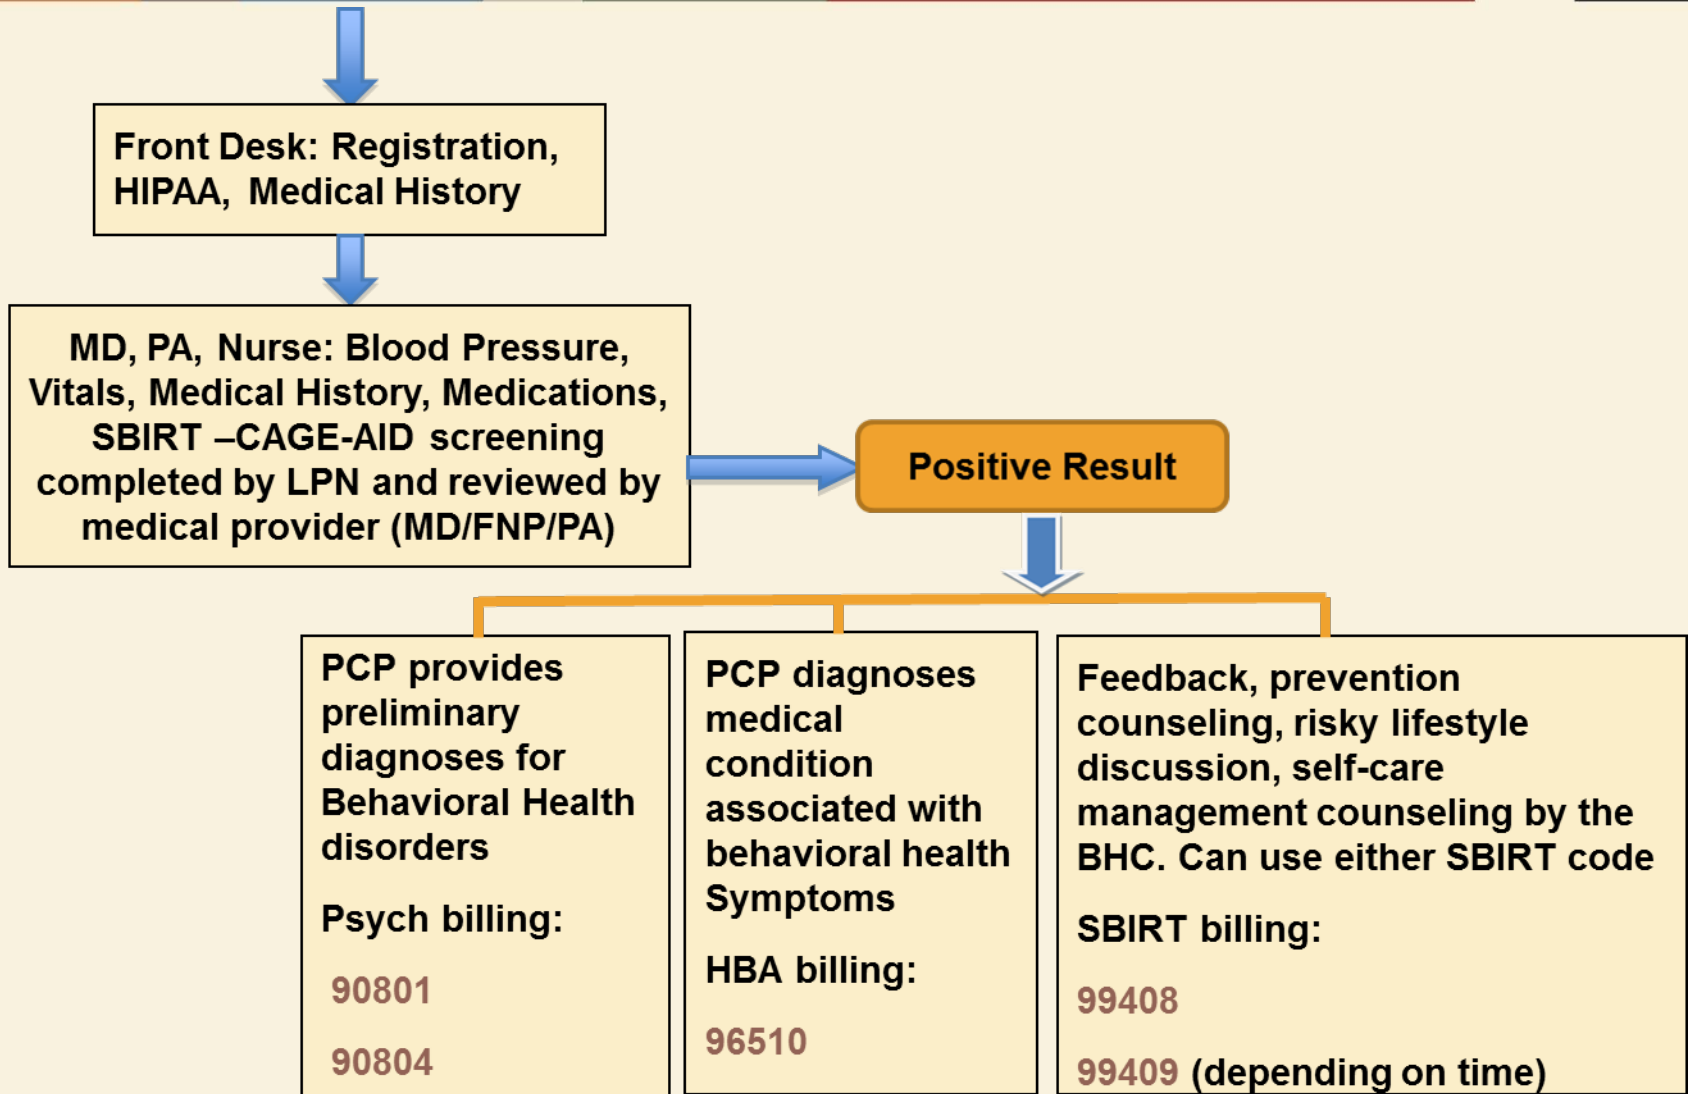 Front Desk: Registration,
HIPAA, Medical History
MD, PA, Nurse: Blood Pressure,
Vitals, Medical History, Medications,
SBIRT –CAGE-AID screening
completed by LPN and reviewed by
medical provider (MD/FNP/PA)
Positive Result
PCP provides
preliminary
diagnoses for
Behavioral Health
disorders
Psych billing:
90801
90804
PCP diagnoses
medical
condition
associated with
behavioral health
Symptoms
HBA billing:
96510
Feedback, prevention
counseling, risky lifestyle
discussion, self-care
management counseling by the
BHC. Can use either SBIRT code
SBIRT billing:
99408
99409 (depending on time)